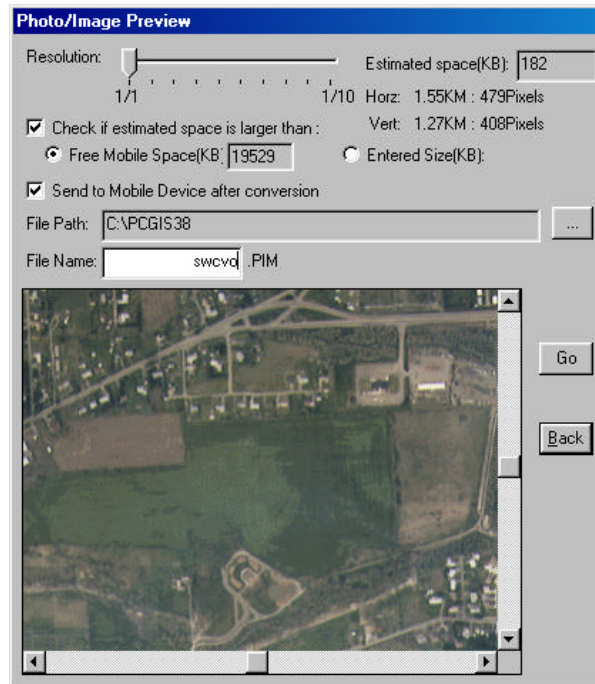 Photo/Image Preview
Resolution:
Estimated space(KB): 182
1/1 1/10
Horz: 1.55KM : 479Pixels
Vert: 1.27KM : 408Pixels
Check if estimated space is larger than :
Free Mobile Space(KB) 19529
Entered Size(KB):
Send to Mobile Device after conversion
File Path: C:\PCGIS38 ...
File Name: swcvo .PIM
Go
Back